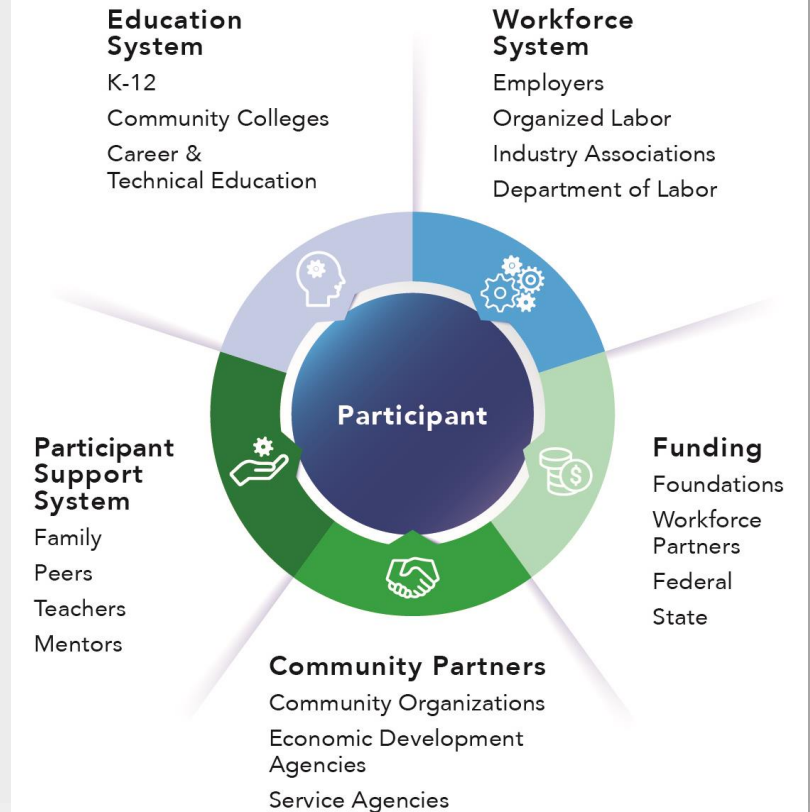 Education
System
K-12
Community Colleges
Career &
Technical Education
Workforce
System
Employers
Organized Labor
Industry Associations
Department of Labor
Participant
Participant
Support
System
Family
Peers
Teachers
Mentors
$
Funding
Foundations
Workforce
Partners
Federal
State
Community Partners
Community Organizations
Economic Development
Agencies
Service Agencies